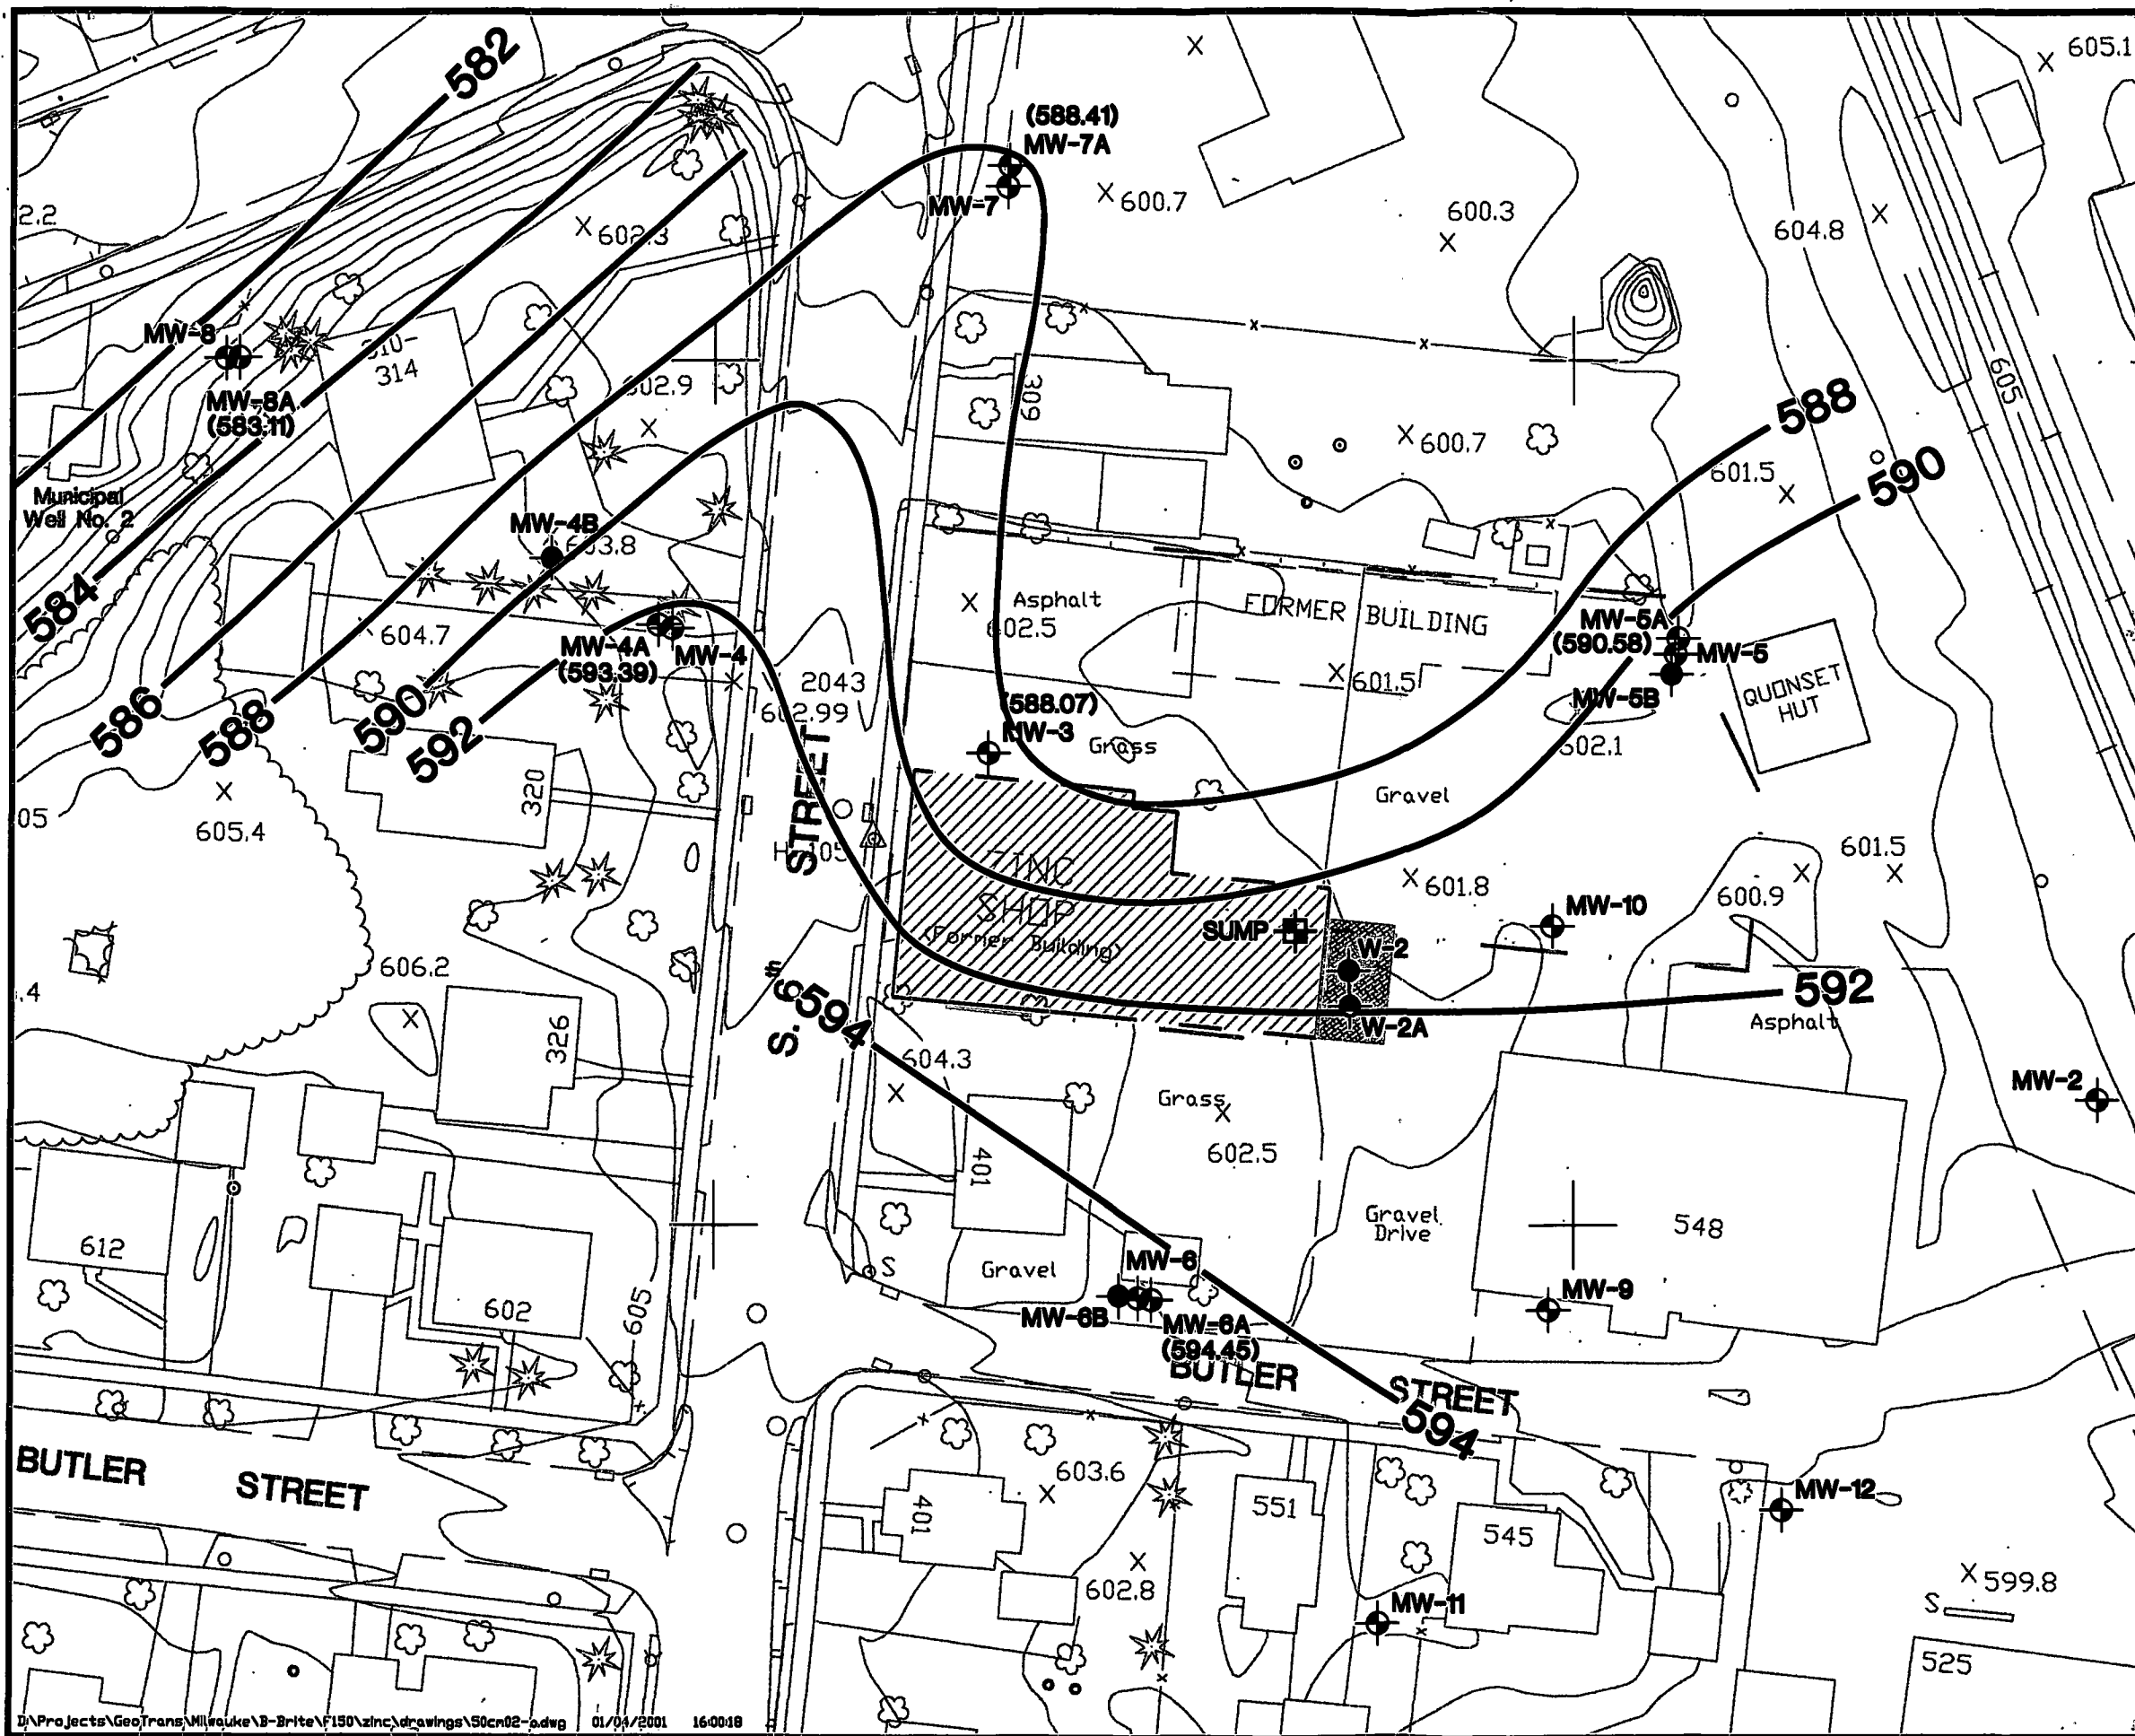 582
605.1
(588.41)
MW-7A
2.2
MW-7
600.7
600.3
604.8
602.3
MW-8
314
602.9
MW-8A
(583.11)
309
600.7
605
588
601.5
590
Municipal
Well No. 2
MW-4B
603.8
584
604.7
MW-4A
(593.39)
MW-4
Asphalt
602.5
FORMER BUILDING
MW-5A
(590.58)
MW-5
MW-5B
QUONSET
HUT
601.5
2043
602.99
(588.07)
MW-3
Grass
602.1
586
588
590
592
320
Gravel
05
605.4
STREET
ZINC
SHOP
(Former Building)
601.8
601.5
600.9
MW-10
SUMP
W-2
W-2A
592
Asphalt
606.2
.4
326
S. 6th
594
604.3
Grass
602.5
MW-2
401
Gravel
Drive
548
612
602
605
S
Gravel
MW-6
MW-6B
MW-6A
(594.45)
MW-9
BUTLER
STREET
594
BUTLER
STREET
603.6
401
551
545
MW-12
602.8
MW-11
599.8
S
525
D:\Projects\GeoTrans\Milwauke\B-Brite\F150\zinc\drawings\50cm02-a.dwg 01/04/2001 16:00:18